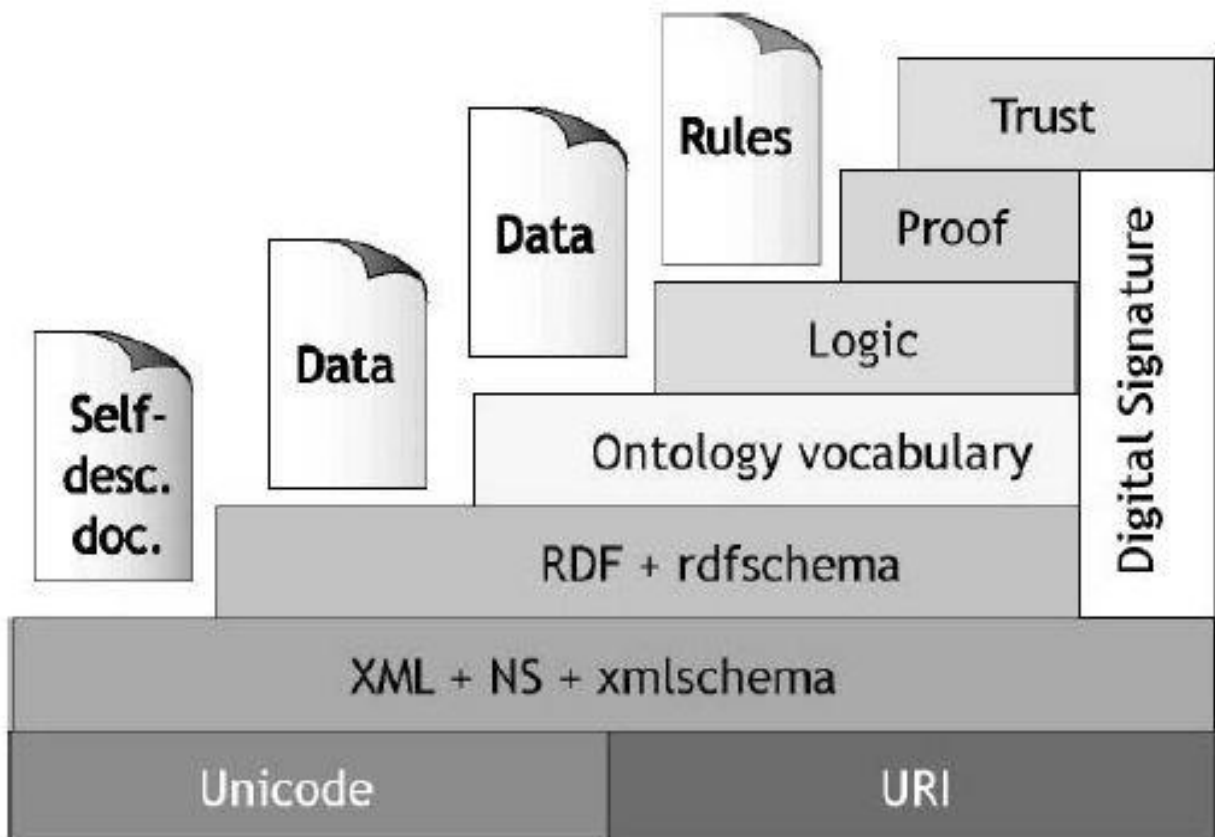 Rules
Trust
Data
Proof
Data
Logic
Self-
desc.
doc.
Ontology vocabulary
Digital Signature
RDF + rdfschema
XML + NS + xmlschema
Unicode
URI